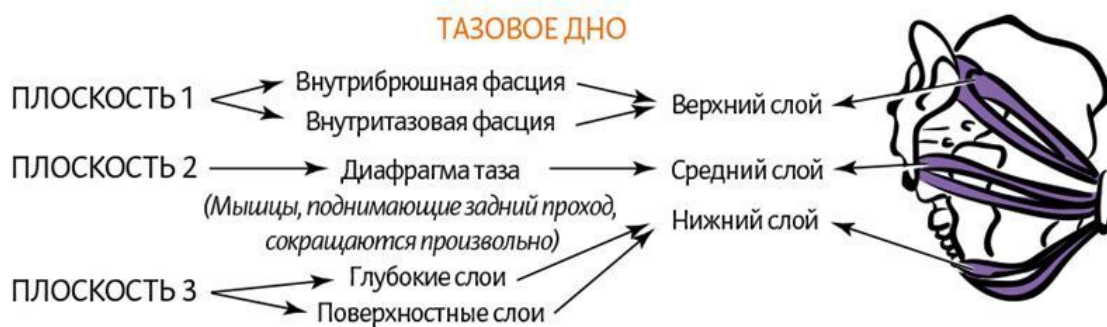 ТАЗОВОЕ ДНО
ПЛОСКОСТЬ 1
Внутрибрюшная фасция
Внутритазовая фасция
Верхний слой
ПЛОСКОСТЬ 2
Диафрагма таза
Средний слой
(Мышцы, поднимающие задний проход,
сокращаются произвольно)
Нижний слой
ПЛОСКОСТЬ 3
Глубокие слои
Поверхностные слои